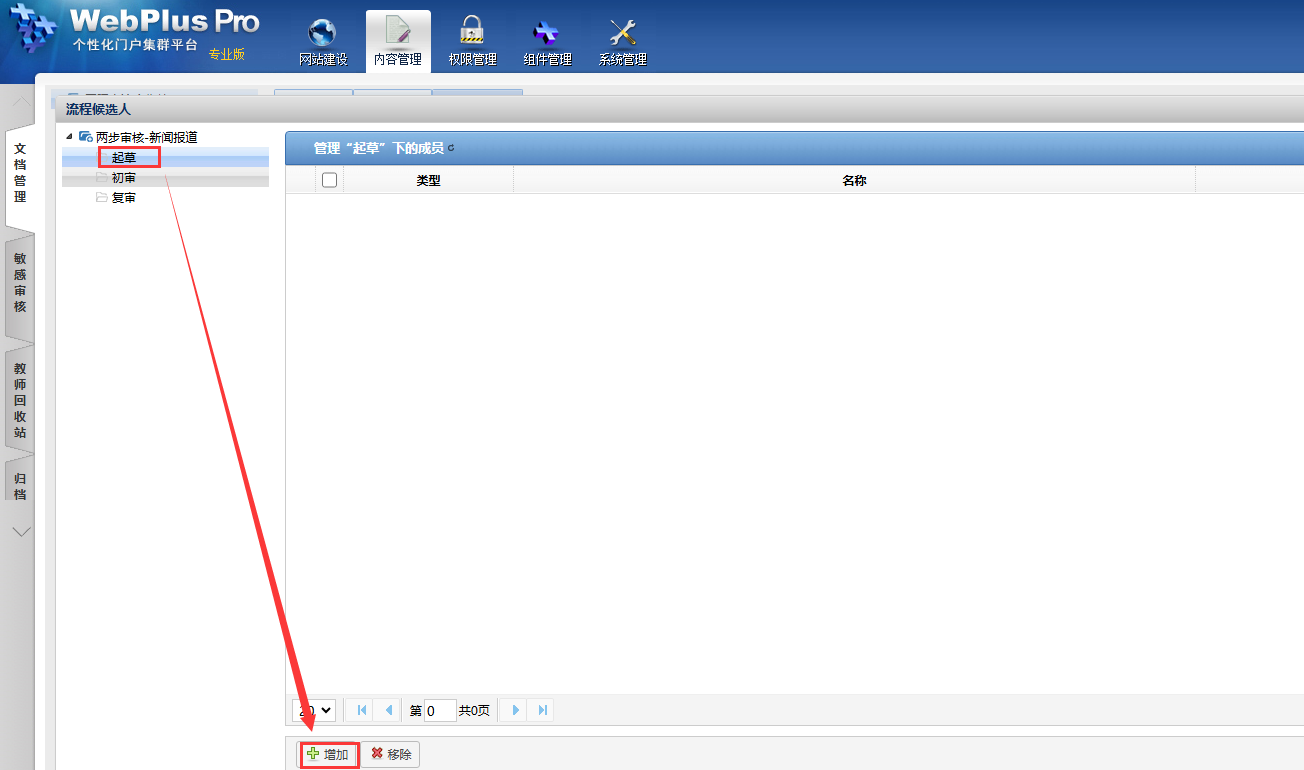 WebPlus Pro
个性化门户集群平台
专业版
网站建设
内容管理
权限管理
组件管理
系统管理
流程候选人
文档管理
敏感审核
教师回收站
归档
两步审核-新闻报道
起草
初审
复审
管理“起草”下的成员
类型
名称
20
第 0 共0页
增加
移除